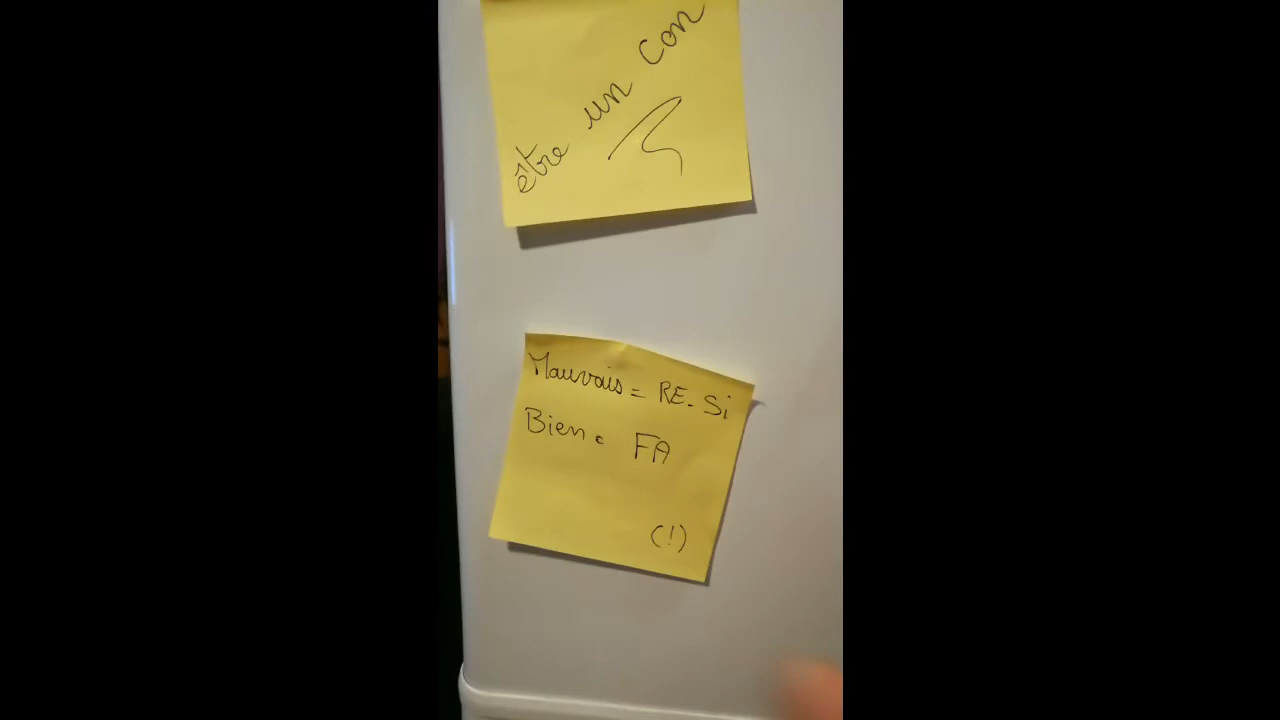 être un con
Mauvais = RE. Si
Bien = FA
(!)